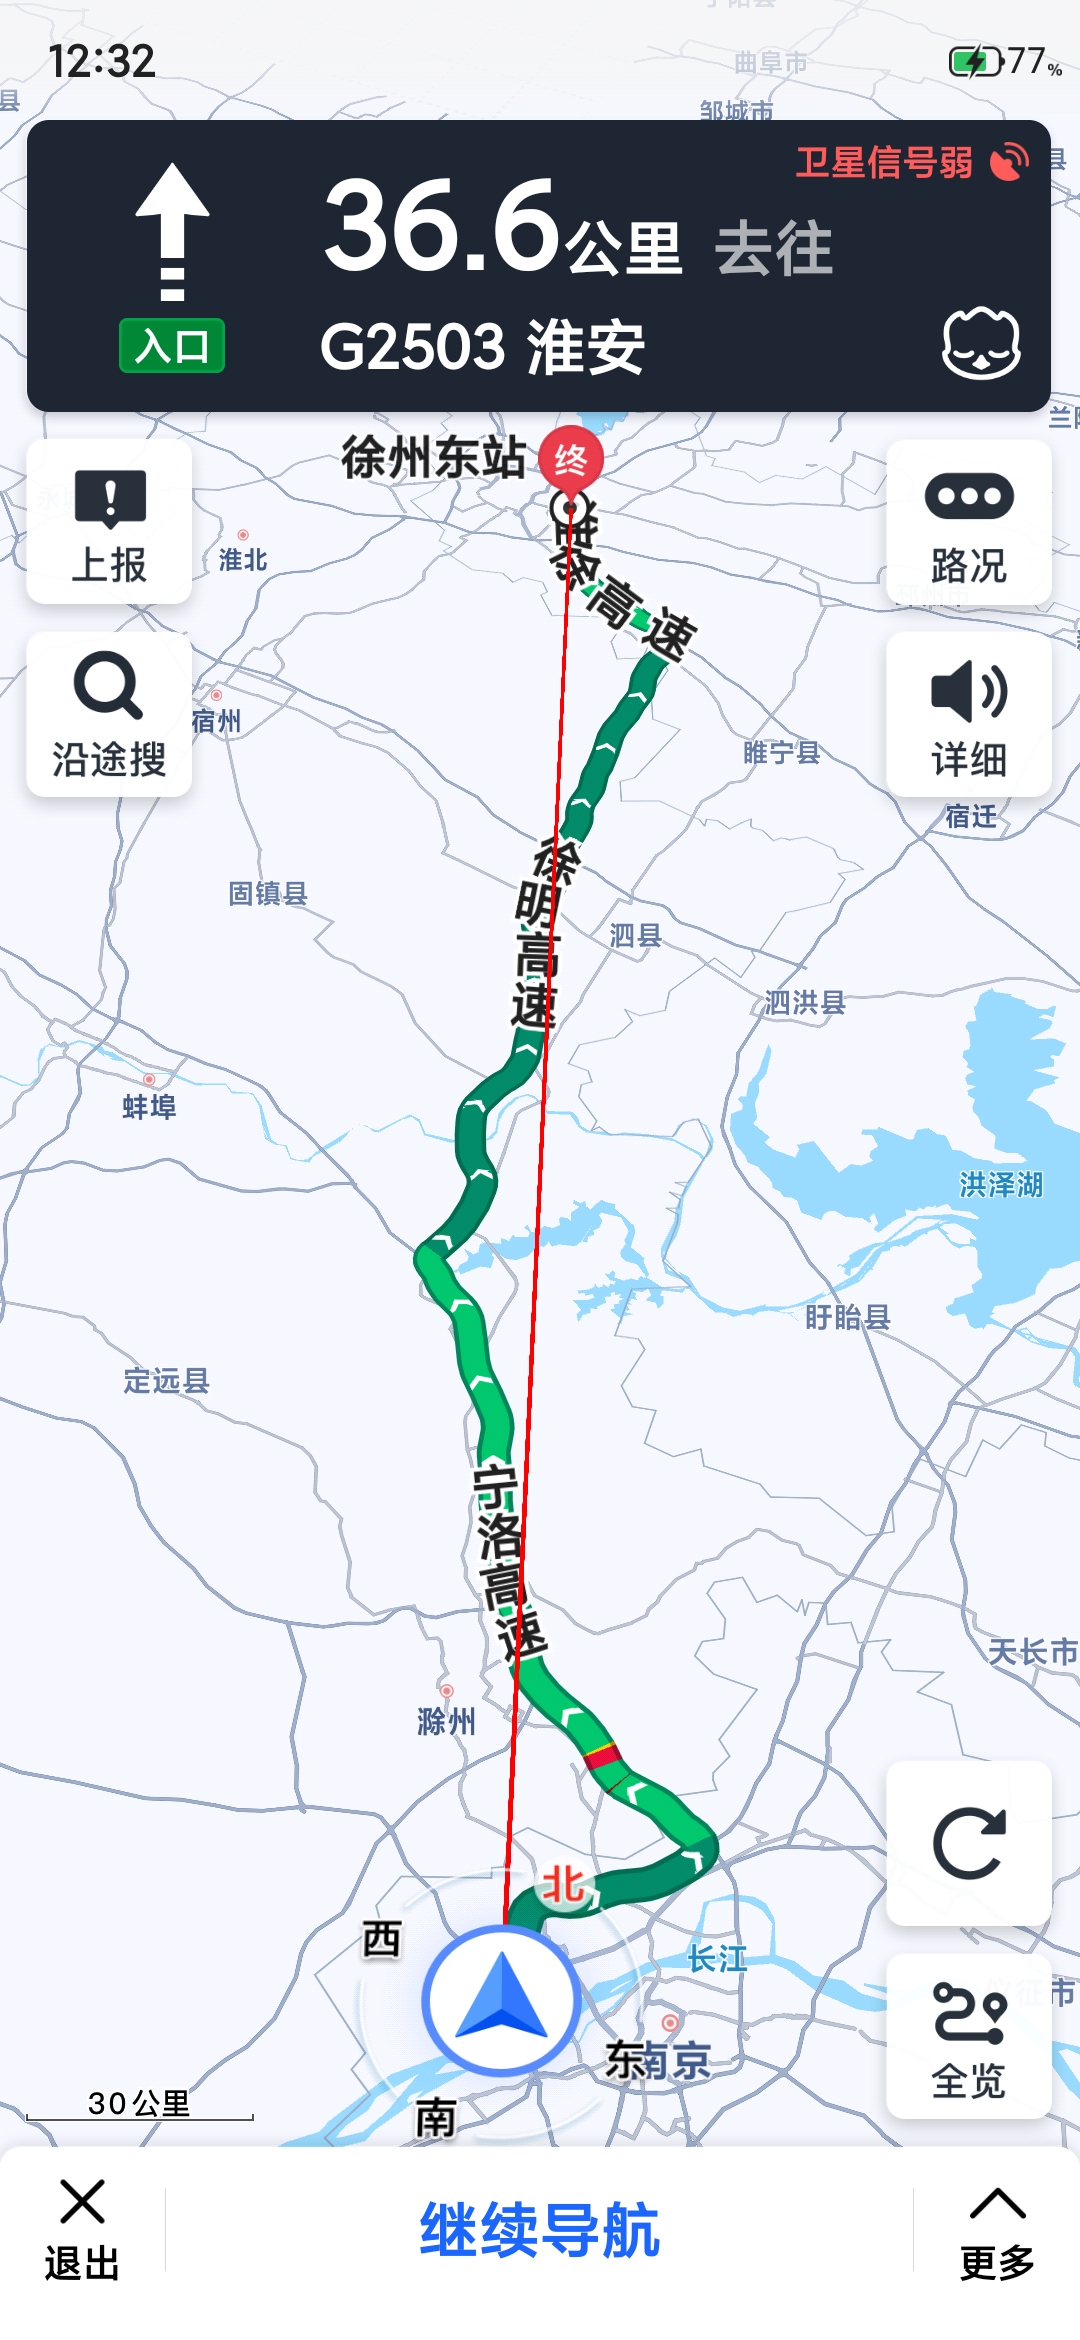 12:32
77%
曲阜市
邹城市
卫星信号弱
36.6公里 去往
入口
G2503 淮安
徐州东站
终
上报
路况
淮北
徐高速
沿途搜
宿州
详细
睢宁县
宿迁
徐明高速
固镇县
泗县
泗洪县
蚌埠
洪泽湖
盱眙县
定远县
宁洛高速
天长市
滁州
北
西
长江
东
南京
全览
南
30公里
退出
继续导航
更多